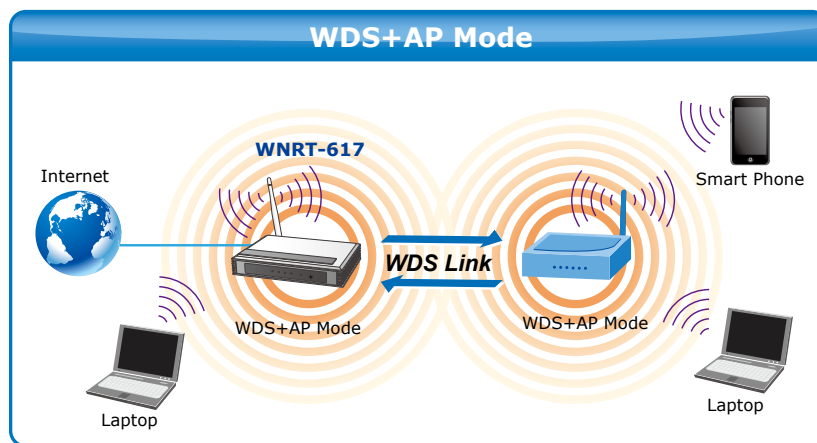 WDS+AP Mode
WNRT-617
Internet
Smart Phone
WDS Link
WDS+AP Mode
WDS+AP Mode
Laptop
Laptop